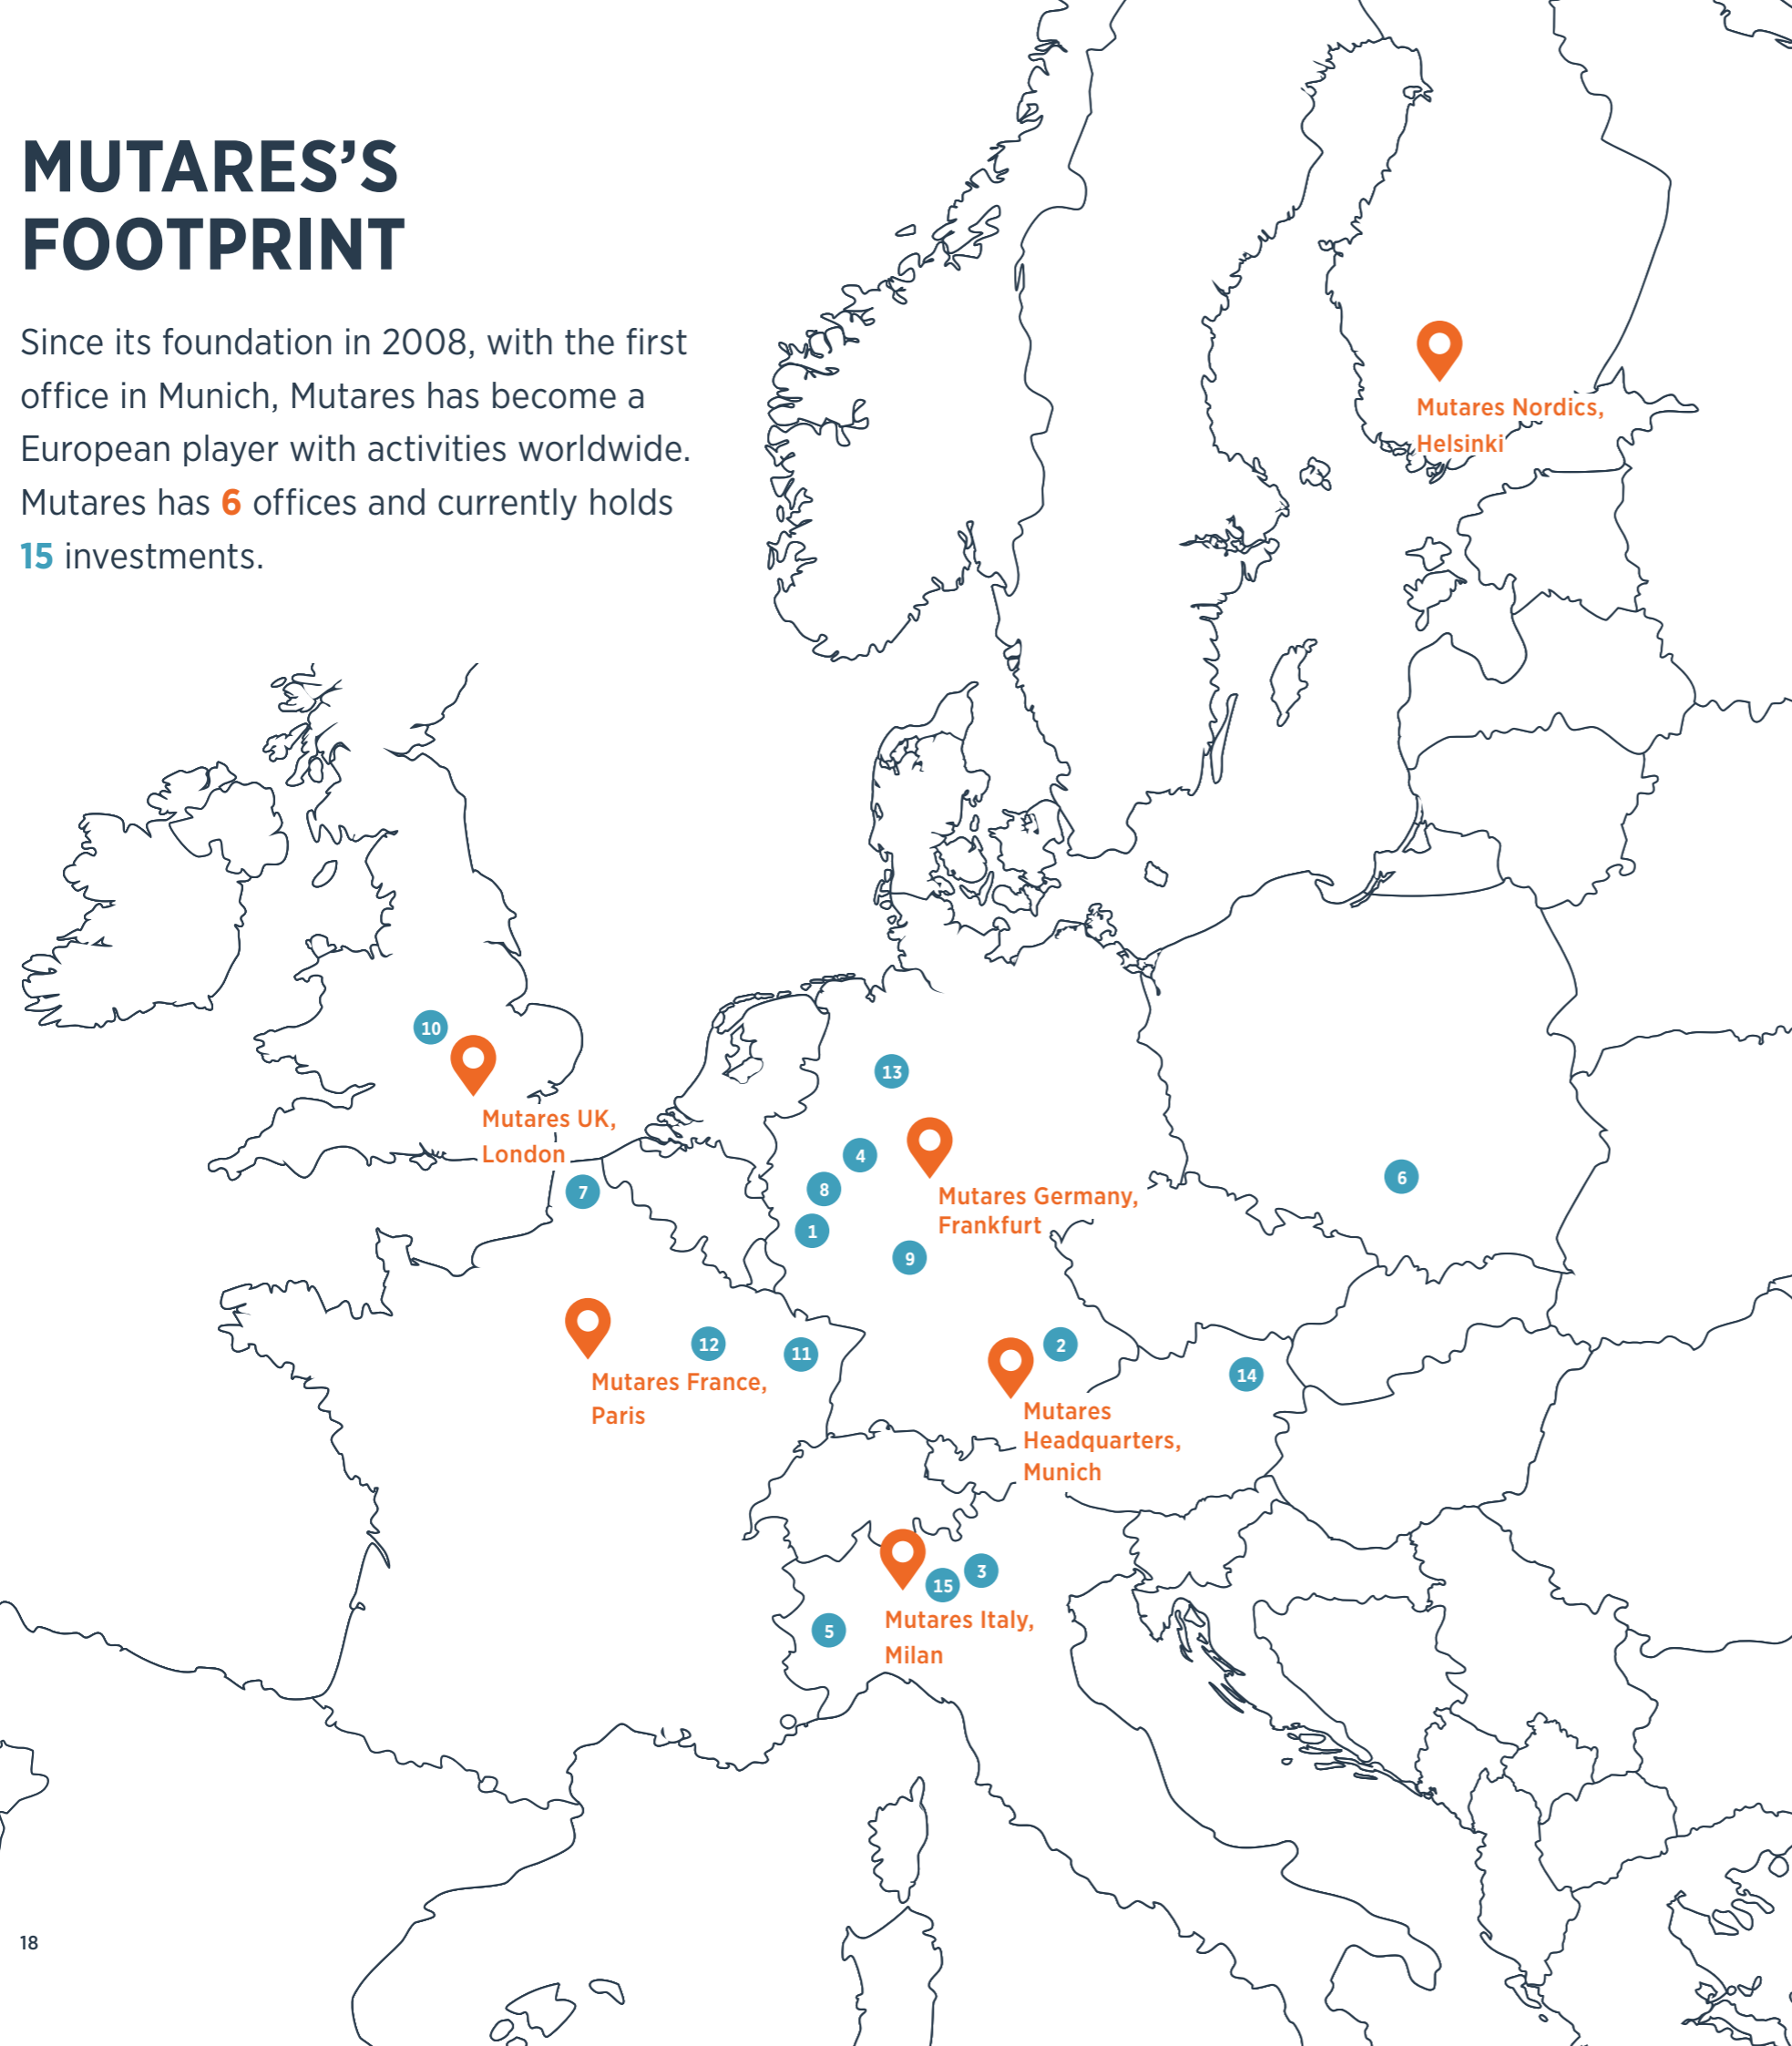 MUTARES’S
FOOTPRINT
Since its foundation in 2008, with the first
office in Munich, Mutares has become a
European player with activities worldwide.
Mutares has 6 offices and currently holds
15 investments.
Mutares Nordics,
Helsinki
10
Mutares UK,
London
13
4
8
1
7
Mutares Germany,
Frankfurt
9
6
12
11
Mutares France,
Paris
2
14
Mutares
Headquarters,
Munich
15
3
5
Mutares Italy,
Milan
18